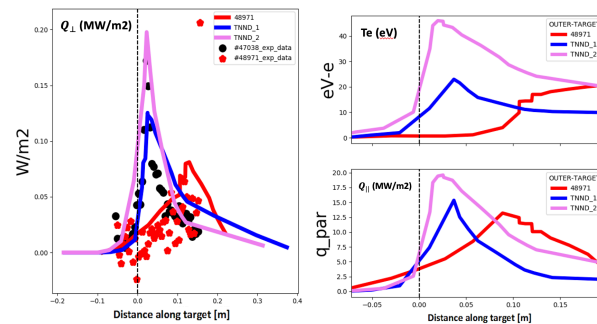 Q⊥ (MW/m2)
48971
TNND_1
TNND_2
#47038_exp_data
#48971_exp_data
0.20
0.15
0.10
0.05
0.00
W/m2
−0.2 −0.1 0.0 0.1 0.2 0.3 0.4
Distance along target [m]
Te (eV)
OUTER-TARGET
48971
TNND_1
TNND_2
40
30
20
10
0
eV-e
Q|| (MW/m2)
OUTER-TARGET
48971
TNND_1
TNND_2
20.0
17.5
15.0
12.5
10.0
7.5
5.0
2.5
0.0
q_par
−0.05 0.00 0.05 0.10 0.15
Distance along target [m]